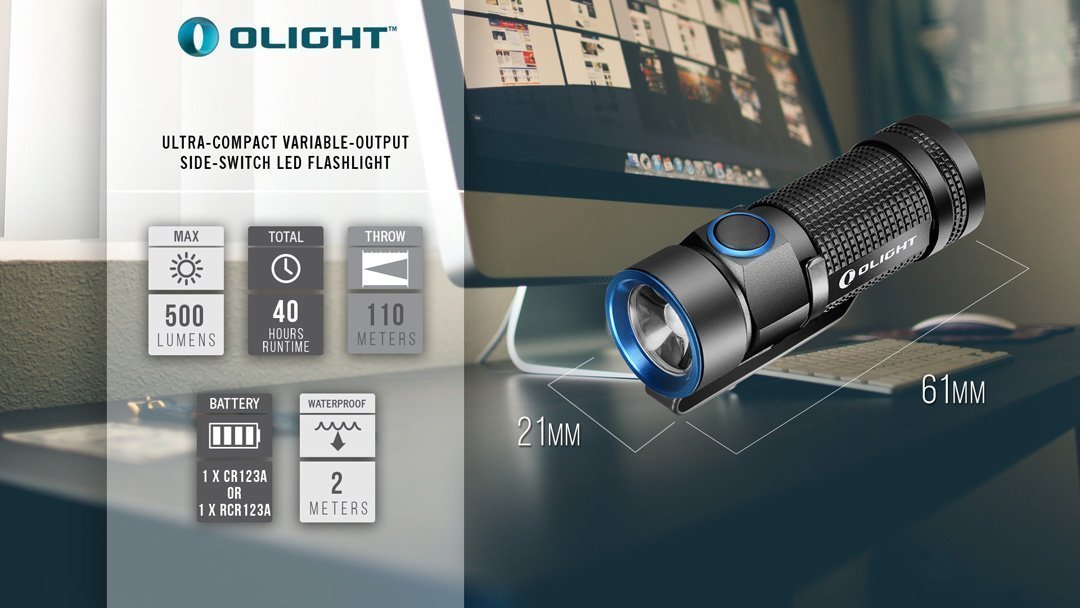 OLIGHT™
ULTRA-COMPACT VARIABLE-OUTPUT
SIDE-SWITCH LED FLASHLIGHT
MAX
500
LUMENS
TOTAL
40
HOURS
RUNTIME
THROW
110
METERS
BATTERY
1 X CR123A
OR
1 X RCR123A
WATERPROOF
2
METERS
OLIGHT
21MM
61MM